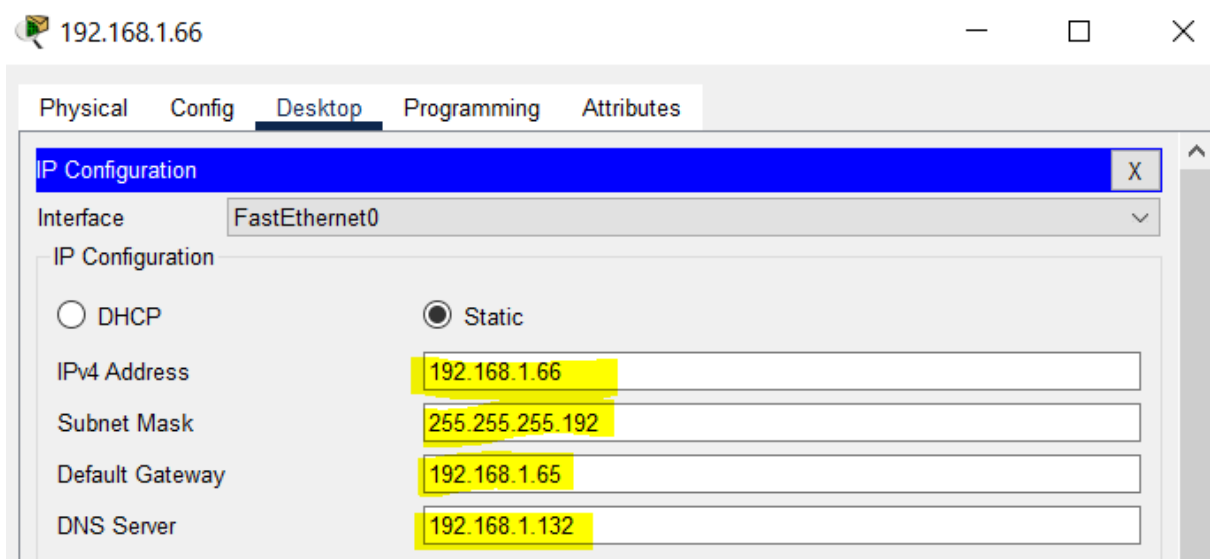 192.168.1.66
Physical Config Desktop Programming Attributes
IP Configuration X
Interface FastEthernet0
IP Configuration
DHCP Static
IPv4 Address 192.168.1.66
Subnet Mask 255.255.255.192
Default Gateway 192.168.1.65
DNS Server 192.168.1.132